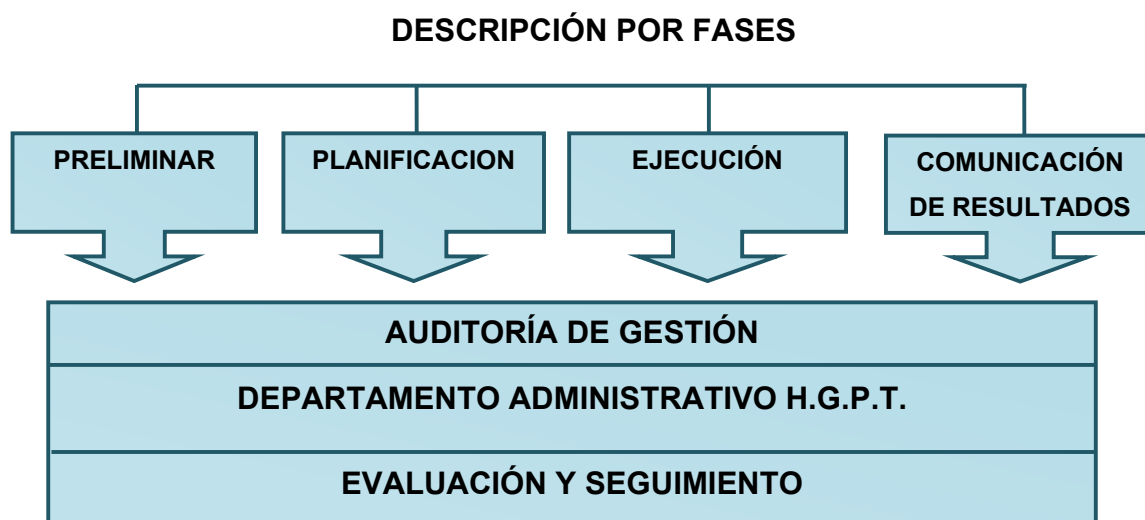 DESCRIPCIÓN POR FASES
PRELIMINAR
PLANIFICACION
EJECUCIÓN
COMUNICACIÓN
DE RESULTADOS
AUDITORÍA DE GESTIÓN
DEPARTAMENTO ADMINISTRATIVO H.G.P.T.
EVALUACIÓN Y SEGUIMIENTO